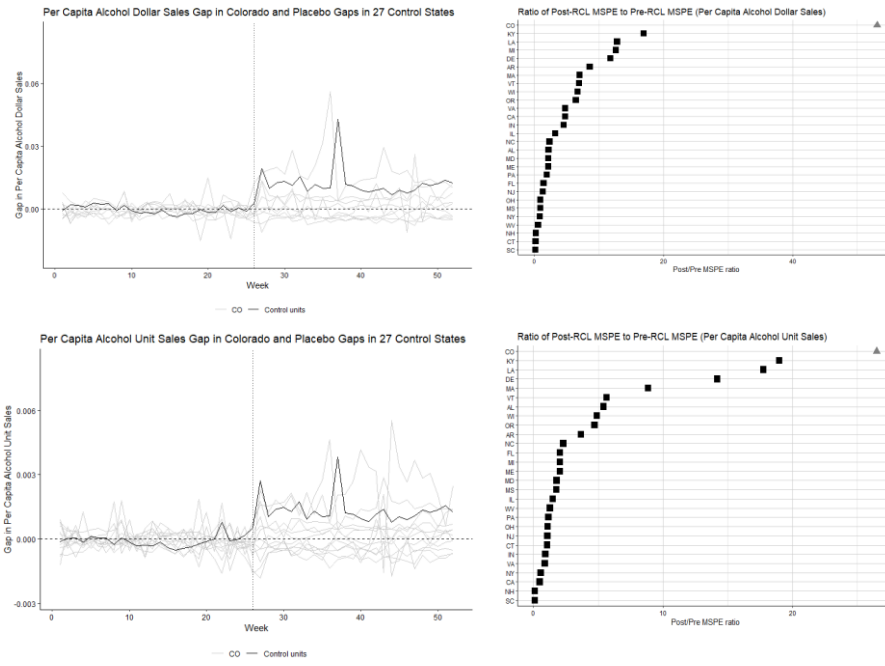 Per Capita Alcohol Dollar Sales Gap in Colorado and Placebo Gaps in 27 Control States
Gap in Per Capita Alcohol Dollar Sales
0.06
0.03
0.00
0
10
20
30
40
50
Week
CO
Control units
Ratio of Post-RCL MSPE to Pre-RCL MSPE (Per Capita Alcohol Dollar Sales)
CO
KY
LA
MI
DE
AR
MA
VT
WI
OR
VA
CA
IN
IL
NC
AL
MD
ME
PA
FL
NJ
OH
MS
NY
WV
NH
CT
SC
0
20
40
Post/Pre MSPE ratio
Per Capita Alcohol Unit Sales Gap in Colorado and Placebo Gaps in 27 Control States
Gap in Per Capita Alcohol Unit Sales
0.006
0.003
0.000
-0.003
0
10
20
30
40
50
Week
CO
Control units
Ratio of Post-RCL MSPE to Pre-RCL MSPE (Per Capita Alcohol Unit Sales)
CO
KY
LA
DE
MA
VT
AL
WI
OR
AR
NC
FL
MI
ME
MD
MS
IL
WV
PA
OH
NJ
CT
IN
VA
NY
CA
NH
SC
0
10
20
Post/Pre MSPE ratio